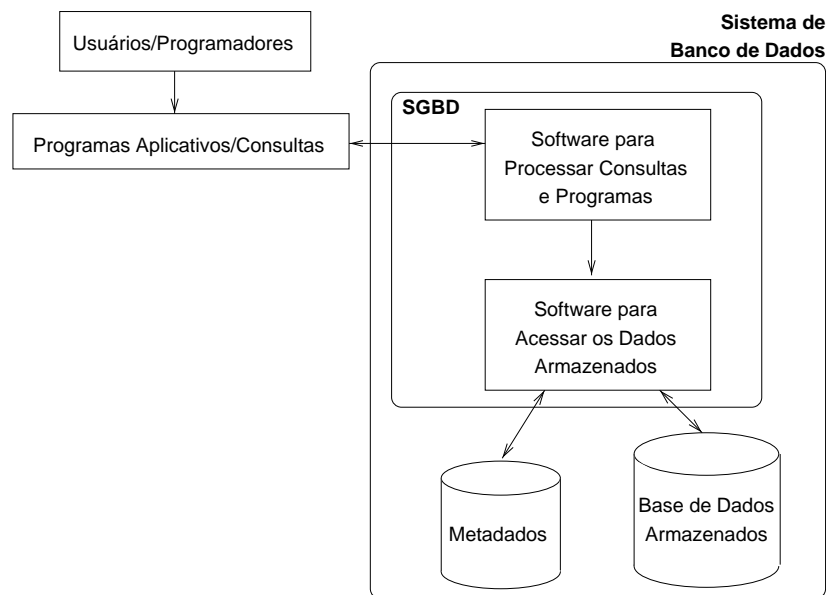 Sistema de
Banco de Dados
Usuários/Programadores
Programas Aplicativos/Consultas
SGBD
Software para
Processar Consultas
e Programas
Software para
Acessar os Dados
Armazenados
Metadados
Base de Dados
Armazenados